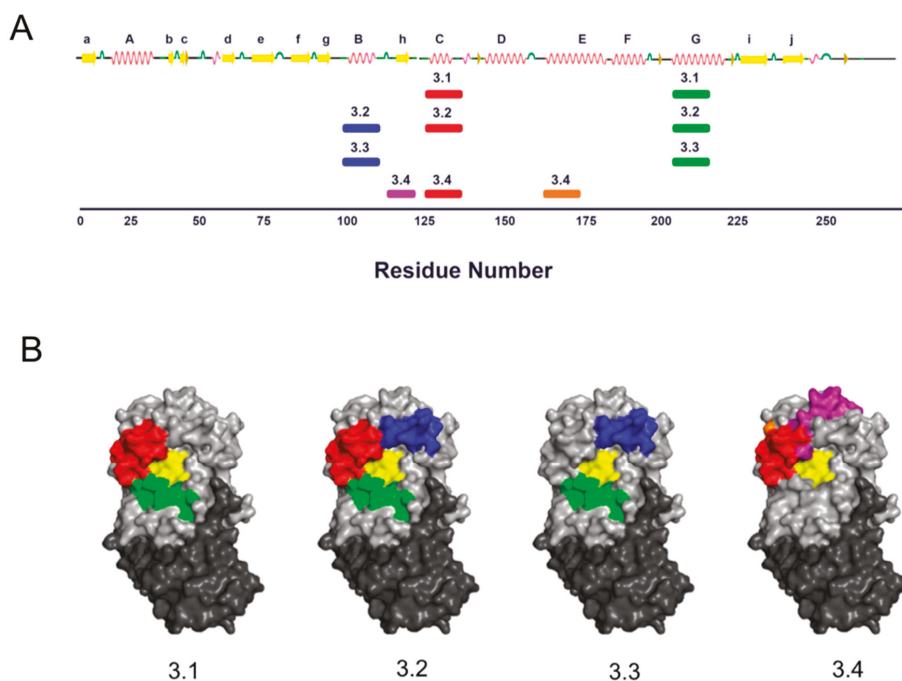 A
a A b c d e f g B h C D E F G i j
3.1 3.1
3.2 3.2 3.2
3.3 3.3
3.4 3.4 3.4
0 25 50 75 100 125 150 175 200 225 250
Residue Number
B
3.1 3.2 3.3 3.4